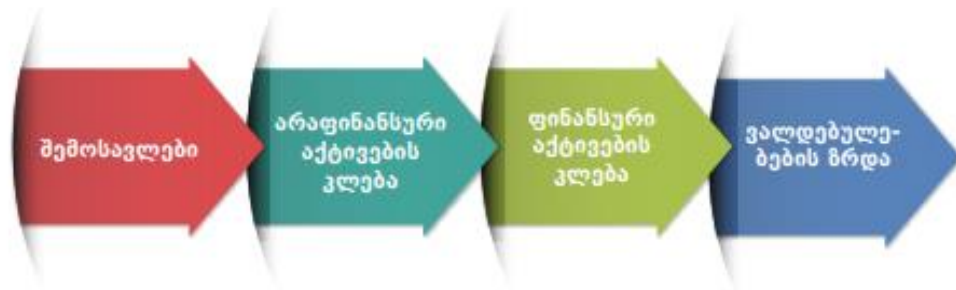 შემოსავლები
არაფინანსური
აქტივების
კლება
ფინანსური
აქტივების
კლება
ვალდებულე-
ბების ზრდა